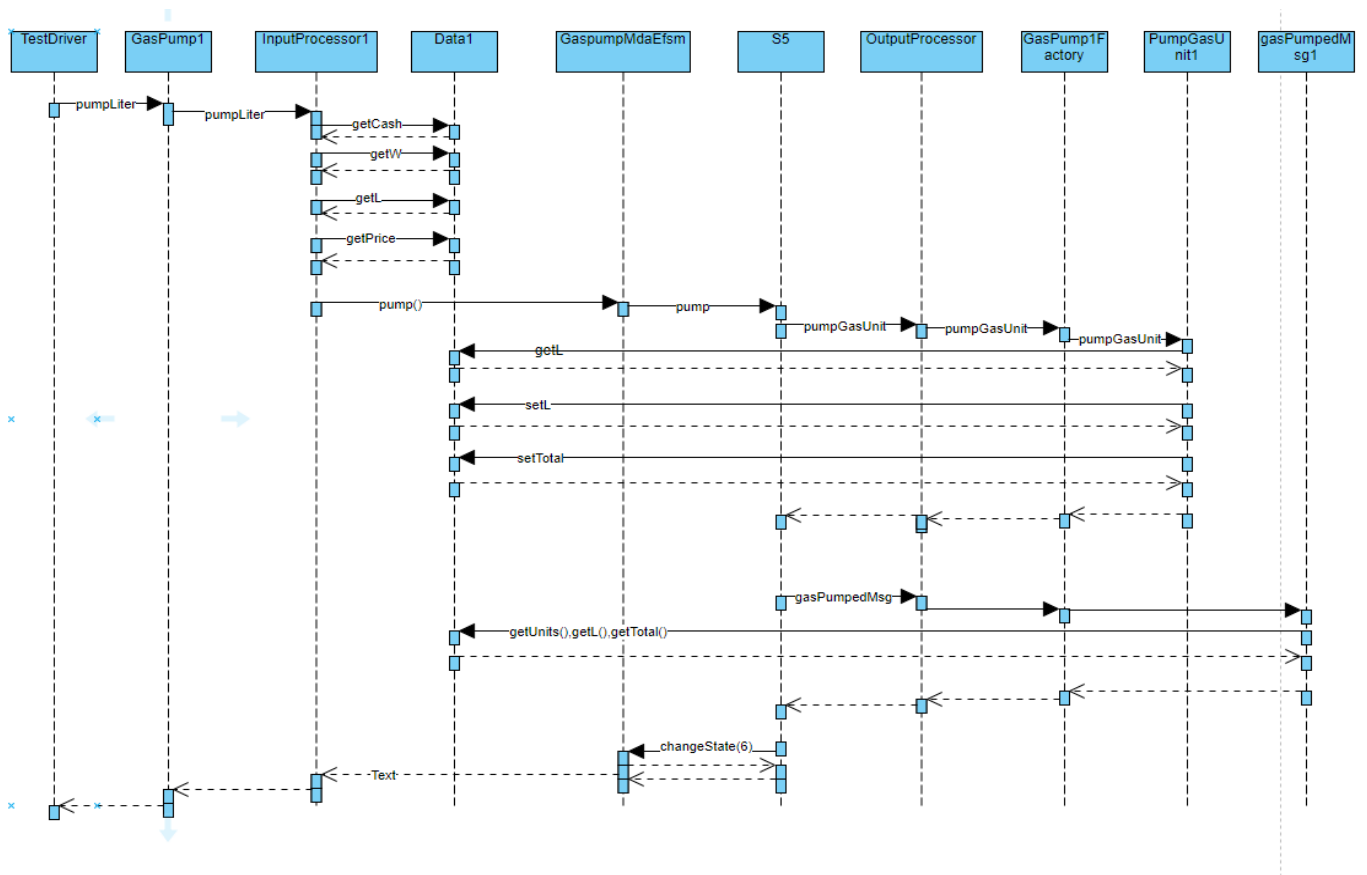 TestDriver
GasPump1
InputProcessor1
Data1
GaspumpMdaEfsm
S5
OutputProcessor
GasPump1F
actory
PumpGasU
nit1
gasPumpedM
sg1
pumpLiter
pumpLiter
getCash
getW
getL
getPrice
pump()
pump
pumpGasUnit
pumpGasUnit
pumpGasUnit
getL
setL
setTotal
gasPumpedMsg
getUnits(),getL(),getTotal()
changeState(6)
Text